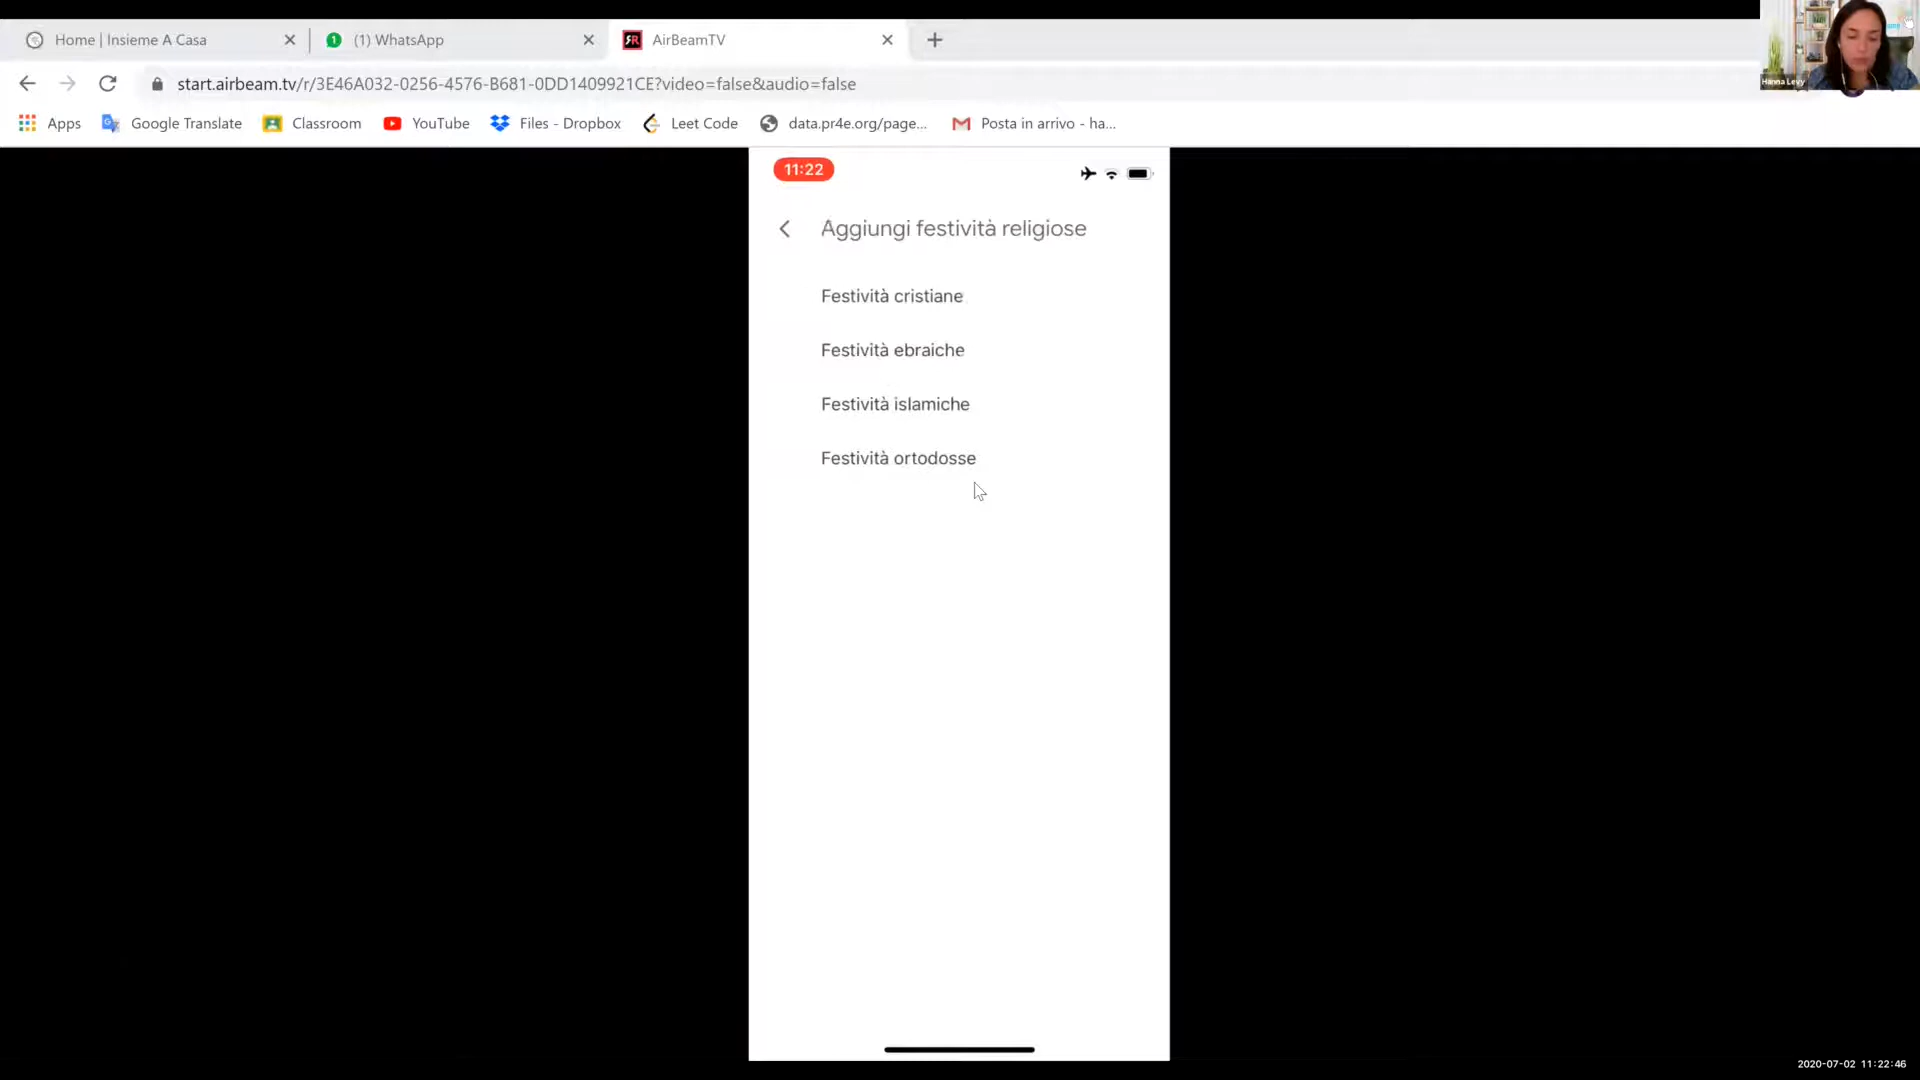 Home | Insieme A Casa
(1) WhatsApp
AirBeamTV
start.airbeam.tv/r/3E46A032-0256-4576-B681-0DD1409921CE?video=false&audio=false
Apps
Google Translate
Classroom
YouTube
Files - Dropbox
Leet Code
data.pr4e.org/page...
Posta in arrivo - ha...
Hanna Levy
11:22
Aggiungi festività religiose
Festività cristiane
Festività ebraiche
Festività islamiche
Festività ortodosse
2020-07-02 11:22:46